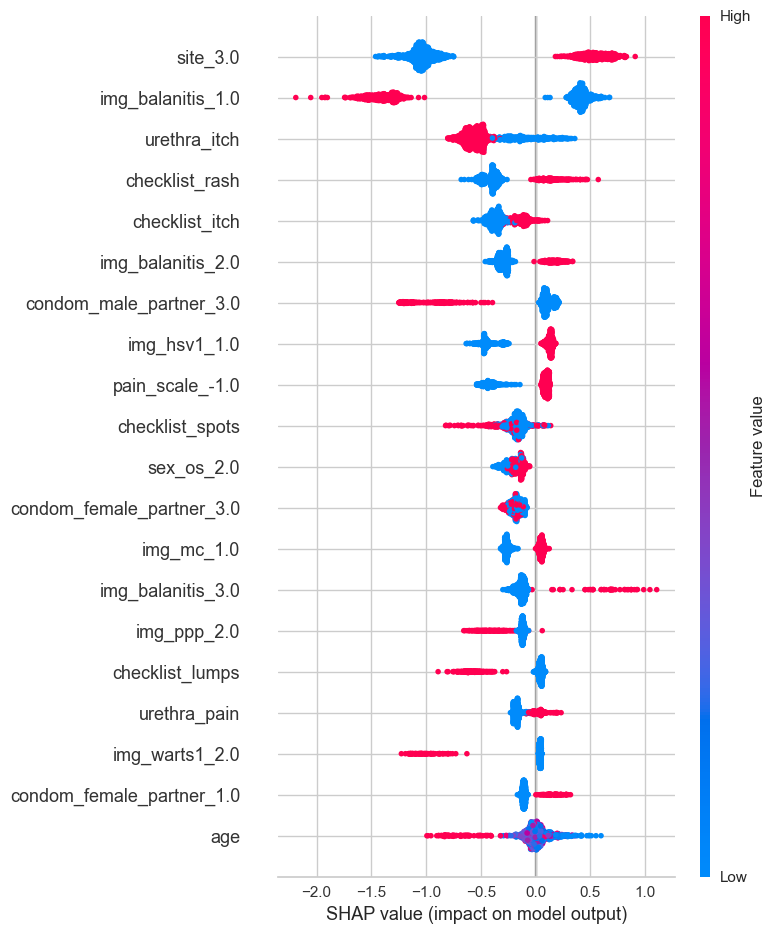 High
site_3.0
img_balanitis_1.0
urethra_itch
checklist_rash
checklist_itch
img_balanitis_2.0
condom_male_partner_3.0
img_hsv1_1.0
pain_scale_-1.0
checklist_spots
sex_os_2.0
condom_female_partner_3.0
img_mc_1.0
img_balanitis_3.0
img_ppp_2.0
checklist_lumps
urethra_pain
img_warts1_2.0
condom_female_partner_1.0
age
Feature value
Low
−2.0 −1.5 −1.0 −0.5 0.0 0.5 1.0
SHAP value (impact on model output)